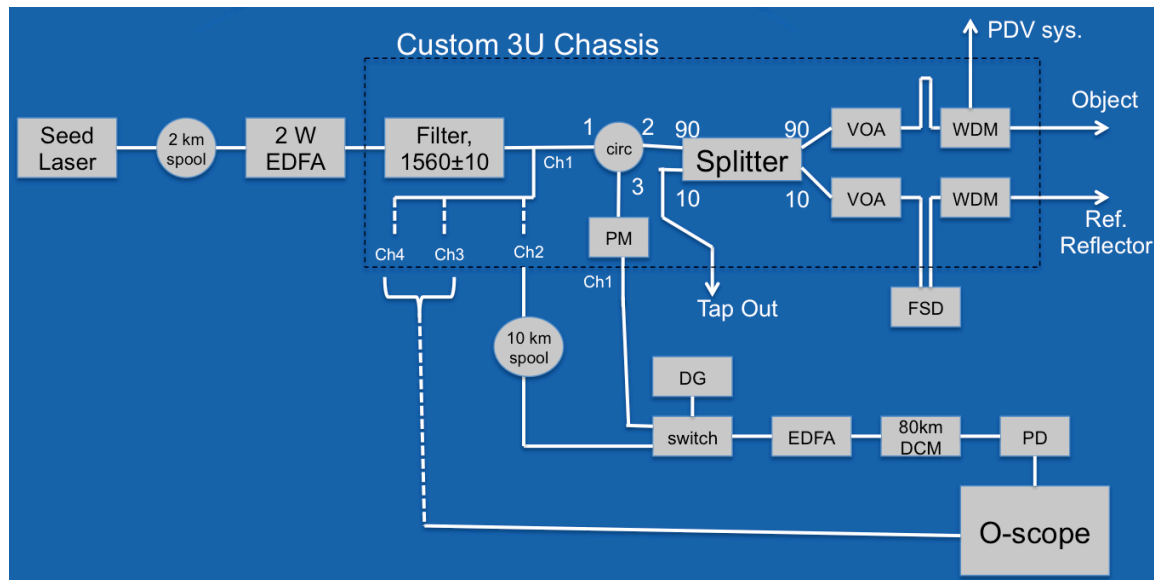 PDV sys.
Custom 3U Chassis
Object
Seed
Laser
2 km
spool
2 W
EDFA
Filter,
1560±10
Ch1
1
circ
2
3
90
Splitter
10
90
10
VOA
WDM
VOA
WDM
Ref.
Reflector
PM
Ch4
Ch3
Ch2
Ch1
Tap Out
FSD
10 km
spool
DG
switch
EDFA
80km
DCM
PD
O-scope